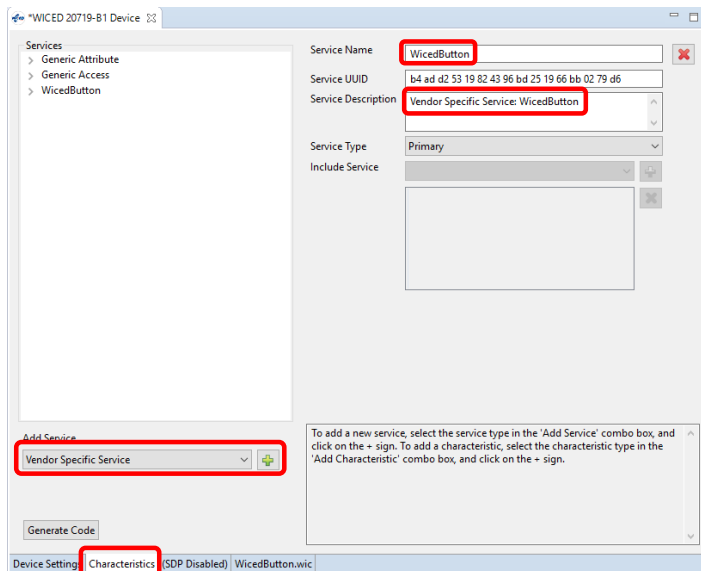 *WICED 20719-B1 Device
Services
Generic Attribute
Generic Access
WicedButton
Service Name
WicedButton
Service UUID
b4 ad d2 53 19 82 43 96 bd 25 19 66 bb 02 79 d6
Service Description
Vendor Specific Service: WicedButton
Service Type
Primary
Include Service
Add Service
Vendor Specific Service
To add a new service, select the service type in the 'Add Service' combo box, and
click on the + sign. To add a characteristic, select the characteristic type in the
'Add Characteristic' combo box, and click on the + sign.
Generate Code
Device Settings Characteristics (SDP Disabled) WicedButton.wic